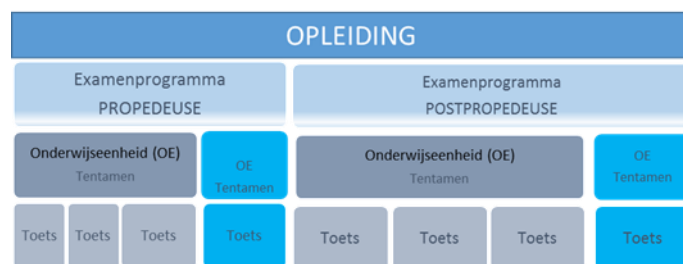 OPLEIDING
Examenprogramma
PROPEDEUSE
Examenprogramma
POSTPROPEDEUSE
Onderwijseenheid (OE)
Tentamen
OE
Tentamen
Onderwijseenheid (OE)
Tentamen
OE
Tentamen
Toets Toets Toets Toets Toets Toets Toets Toets